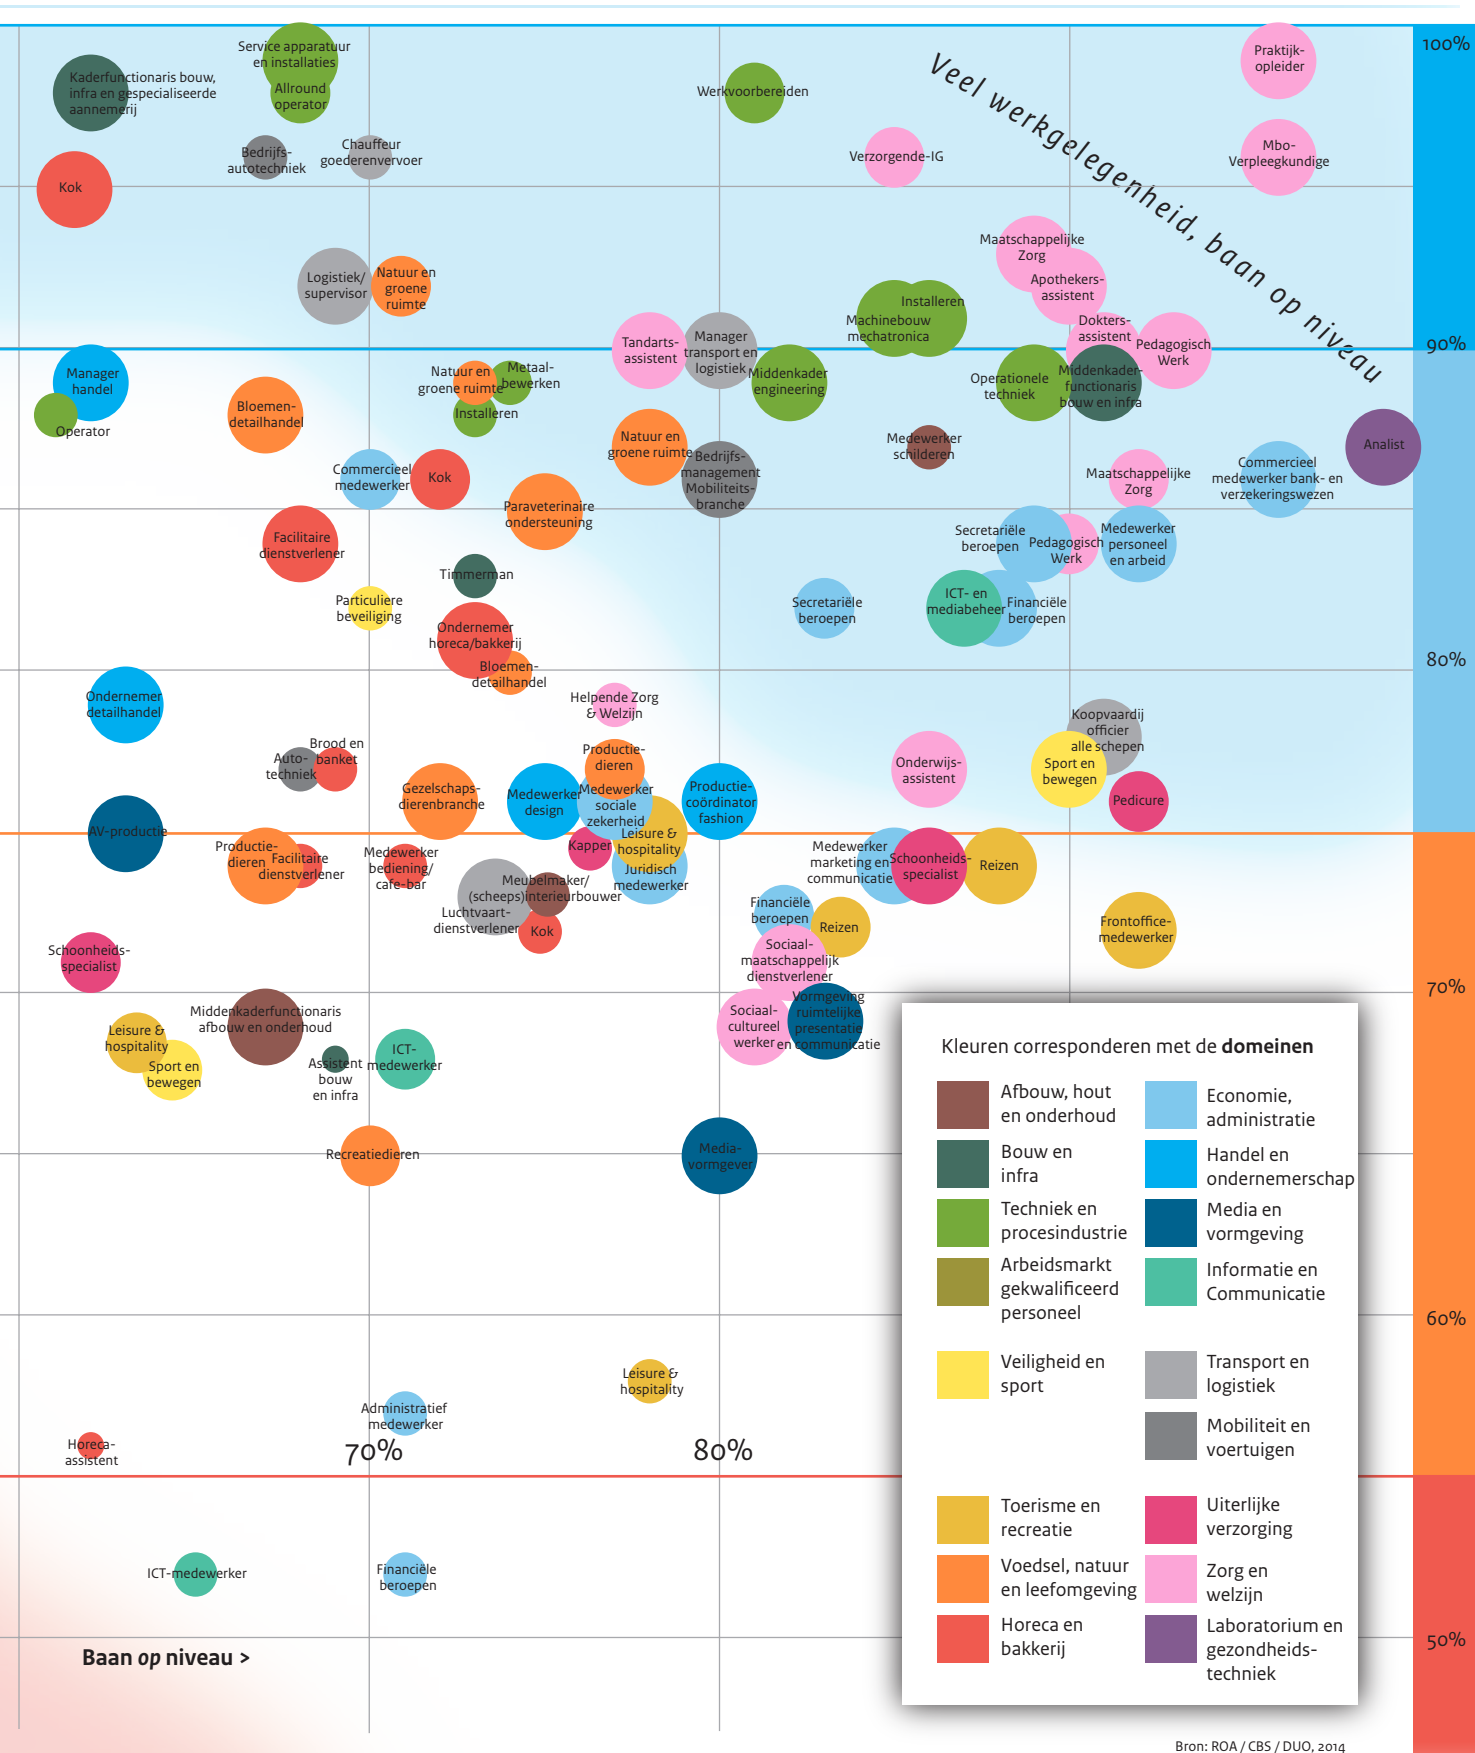 100%
Service apparatuur
en installaties
Allround
operator
Kaderfunctionaris bouw,
infra en gespecialiseerde
aannemerij
Werkvoorbereiden
Veel werkgelegenheid, baan op niveau
Praktijk-
opleider
Bedrijfs-
autotechniek
Chauffeur
goederenvervoer
Verzorgende-IG
Mbo-
Verpleegkundige
Kok
Maatschappelijke
Zorg
Logistiek/
supervisor
Natuur en
groene
ruimte
Apothekers-
assistent
Installeren
Machinebouw
mechatronica
Dokters-
assistent
Pedagogisch
Werk
90%
Tandarts-
assistent
Manager
transport en
logistiek
Manager
handel
Natuur en
groene ruimte
Metaal-
bewerken
Installeren
Middenkader
engineering
Operationele
techniek
Middenkader-
functionaris
bouw en infra
Operator
Bloemen-
detailhandel
Natuur en
groene ruimte
Medewerker
schilderen
Analist
Commercieel
medewerker
Kok
Bedrijfs-
management
Mobiliteits-
branche
Maatschappelijke
Zorg
Commercieel
medewerker bank- en
verzekeringswezen
Paraveterinaire
ondersteuning
Facilitaire
dienstverlener
Secretariële
beroepen
Pedagogisch
Werk
Medewerker
personeel
en arbeid
Timmerman
Particuliere
beveiliging
Secretariële
beroepen
ICT- en
mediabeheer
Financiële
beroepen
Ondernemer
horeca/bakkerij
Bloemen-
detailhandel
80%
Ondernemer
detailhandel
Helpende Zorg
& Welzijn
Koopvaardij
officier
alle schepen
Auto-
techniek
Brood en
banket
Productie-
dieren
Onderwijs-
assistent
Sport en
bewegen
Gezelschaps-
dierenbranche
Medewerker
design
Medewerker
sociale
zekerheid
Productie-
coördinator
fashion
Pedicure
AV-productie
Leisure &
hospitality
Kapper
Productie-
dieren
Facilitaire
dienstverlener
Medewerker
bediening/
cafe-bar
Juridisch
medewerker
Medewerker
marketing en
communicatie
Schoonheids-
specialist
Reizen
Meubelmaker/
(scheeps)interieurbouwer
Luchtvaart-
dienstverlener
Kok
Financiële
beroepen
Reizen
Frontoffice-
medewerker
Schoonheids-
specialist
Sociaal-
maatschappelijk
dienstverlener
70%
Middenkaderfunctionaris
afbouw en onderhoud
Leisure &
hospitality
Sport en
bewegen
Assistent
bouw
en infra
ICT-
medewerker
Sociaal-
cultureel
werker
Vormgeving
ruimtelijke
presentatie
en communicatie
Recreatiedieren
Media-
vormgever
60%
Leisure &
hospitality
Administratief
medewerker
Horeca-
assistent
70%
80%
ICT-medewerker
Financiële
beroepen
50%
Baan op niveau >
Kleuren corresponderen met de domeinen
Afbouw, hout
en onderhoud
Bouw en
infra
Techniek en
procesindustrie
Arbeidsmarkt
gekwalificeerd
personeel
Veiligheid en
sport
Toerisme en
recreatie
Voedsel, natuur
en leefomgeving
Horeca en
bakkerij
Economie,
administratie
Handel en
ondernemerschap
Media en
vormgeving
Informatie en
Communicatie
Transport en
logistiek
Mobiliteit en
voertuigen
Uiterlijke
verzorging
Zorg en
welzijn
Laboratorium en
gezondheids-
techniek
Bron: ROA / CBS / DUO, 2014